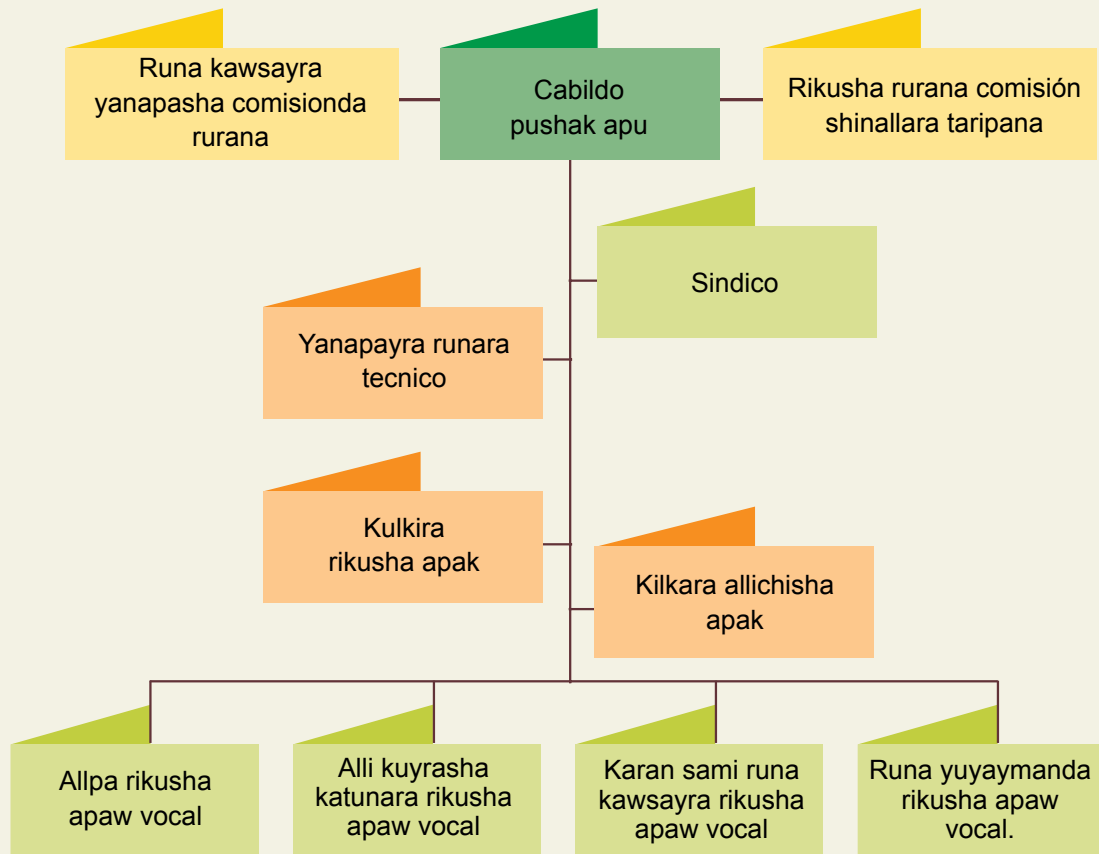 Runa kawsayra
yanapasha comisionda
rurana
Cabildo
pushak apu
Rikusha rurana comisión
shinallara taripana
Sindico
Yanapayra runara
tecnico
Kulkira
rikusha apak
Kilkara allichisha
apak
Allpa rikusha
apaw vocal
Alli kuyrasha
katunara rikusha
apaw vocal
Karan sami runa
kawsayra rikusha
apaw vocal
Runa yuyaymanda
rikusha apaw
vocal.